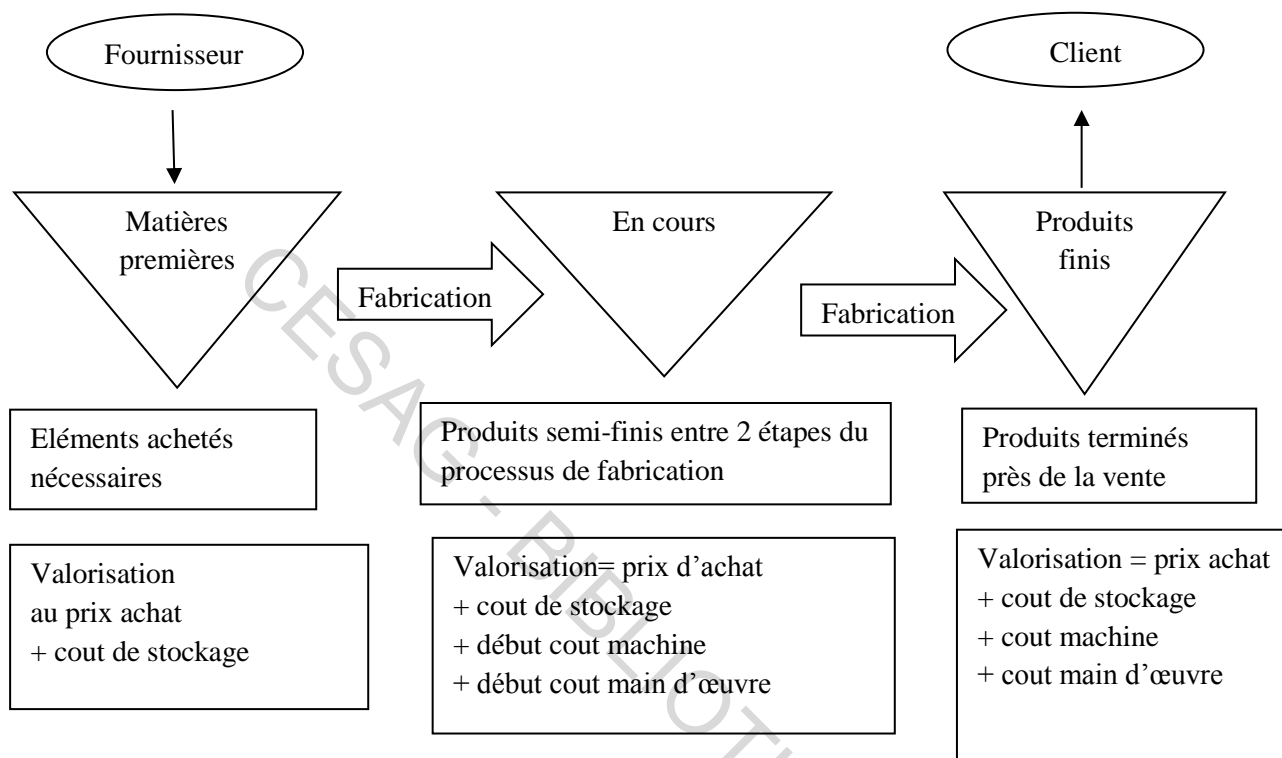 Fournisseur
Client
Matières
premières
En cours
Produits
finis
Fabrication
Fabrication
Eléments achetés
nécessaires
Produits semi-finis entre 2 étapes du
processus de fabrication
Produits terminés
près de la vente
Valorisation
au prix achat
+ cout de stockage
Valorisation= prix d’achat
+ cout de stockage
+ début cout machine
+ début cout main d’œuvre
Valorisation = prix achat
+ cout de stockage
+ cout machine
+ cout main d’œuvre
CESAG - BIBLIOT